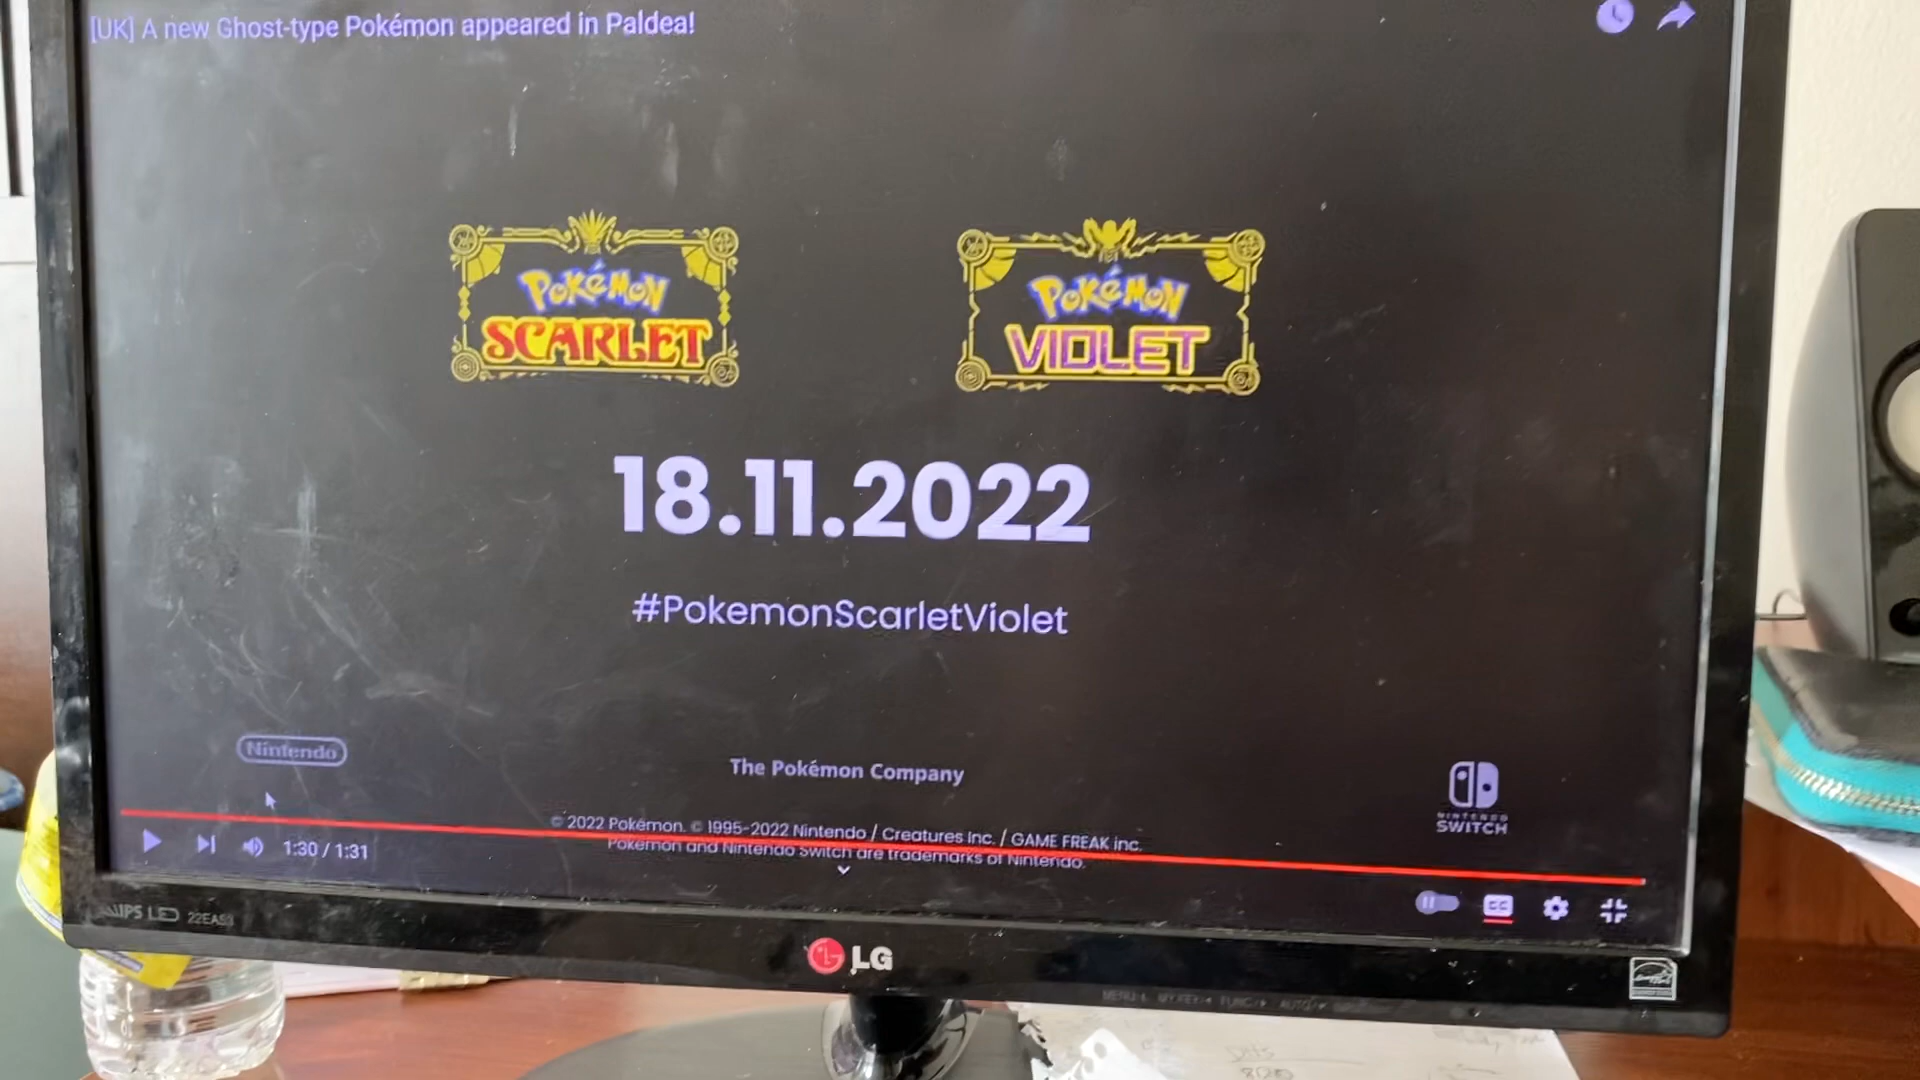 [UK] A new Ghost-type Pokémon appeared in Paldea!
POKéMON
SCARLET
POKéMON
VIOLET
18.11.2022
#PokemonScarletViolet
Nintendo
The Pokémon Company
NINTENDO
SWITCH
© 2022 Pokémon. © 1995-2022 Nintendo / Creatures Inc. / GAME FREAK inc.
Pokémon and Nintendo Switch are trademarks of Nintendo.
1:30 / 1:31
CC
IPS LED 22EA53
LG
MENU